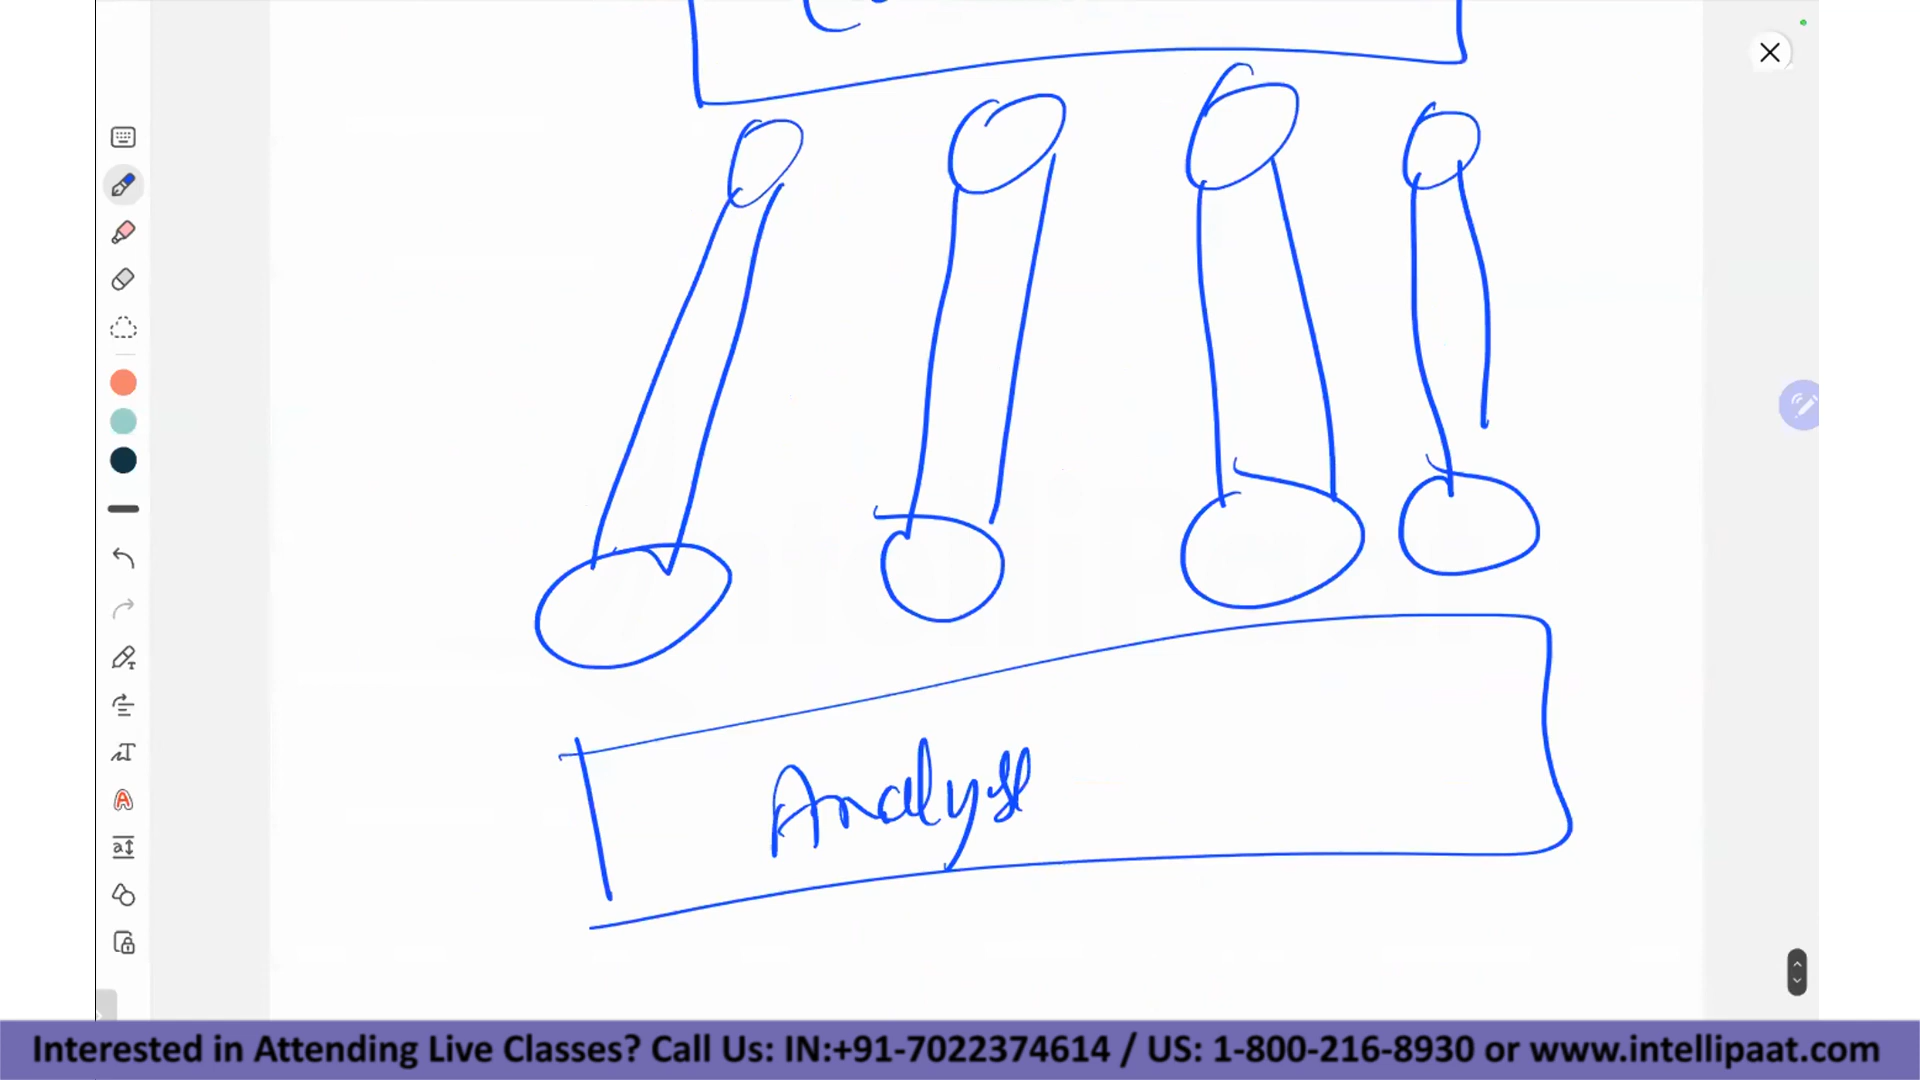 Analyst
Interested in Attending Live Classes? Call Us: IN:+91-7022374614 / US: 1-800-216-8930 or www.intellipaat.com